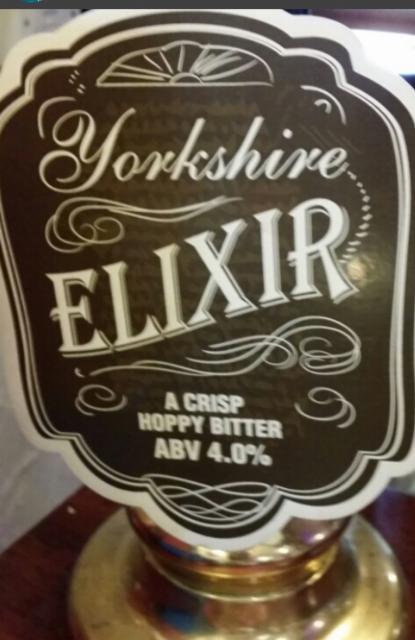 Yorkshire
ELIXIR
A CRISP
HOPPY BITTER
ABV 4.0%